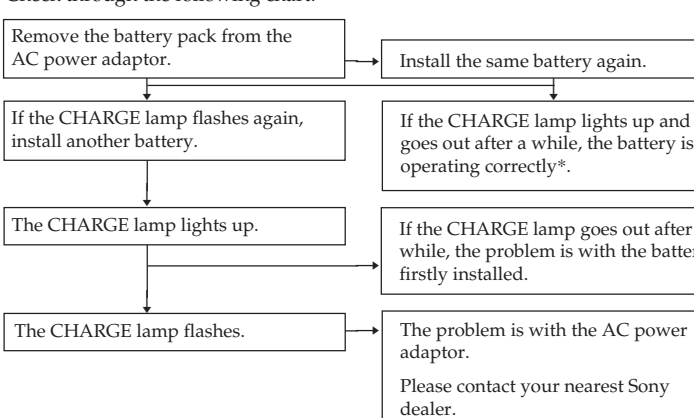 Check through the following chart.
Remove the battery pack from the
AC power adaptor.
Install the same battery again.
If the CHARGE lamp flashes again,
install another battery.
If the CHARGE lamp lights up and
goes out after a while, the battery is
operating correctly*.
The CHARGE lamp lights up.
If the CHARGE lamp goes out after
while, the problem is with the batter
firstly installed.
The CHARGE lamp flashes.
The problem is with the AC power
adaptor.
Please contact your nearest Sony
dealer.